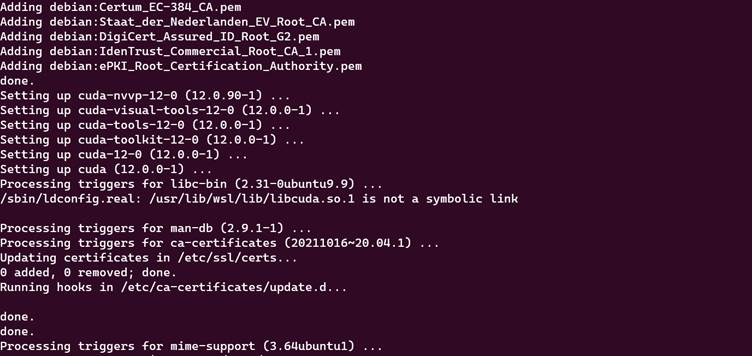 Adding debian:Certum_EC-384_CA.pem
Adding debian:Staat_der_Nederlanden_EV_Root_CA.pem
Adding debian:DigiCert_Assured_ID_Root_G2.pem
Adding debian:IdenTrust_Commercial_Root_CA_1.pem
Adding debian:ePKI_Root_Certification_Authority.pem
done.
Setting up cuda-nvvp-12-0 (12.0.90-1) ...
Setting up cuda-visual-tools-12-0 (12.0.0-1) ...
Setting up cuda-tools-12-0 (12.0.0-1) ...
Setting up cuda-toolkit-12-0 (12.0.0-1) ...
Setting up cuda-12-0 (12.0.0-1) ...
Setting up cuda (12.0.0-1) ...
Processing triggers for libc-bin (2.31-0ubuntu9.9) ...
/sbin/ldconfig.real: /usr/lib/wsl/lib/libcuda.so.1 is not a symbolic link

Processing triggers for man-db (2.9.1-1) ...
Processing triggers for ca-certificates (20211016~20.04.1) ...
Updating certificates in /etc/ssl/certs...
0 added, 0 removed; done.
Running hooks in /etc/ca-certificates/update.d...

done.
done.
Processing triggers for mime-support (3.64ubuntu1) ...